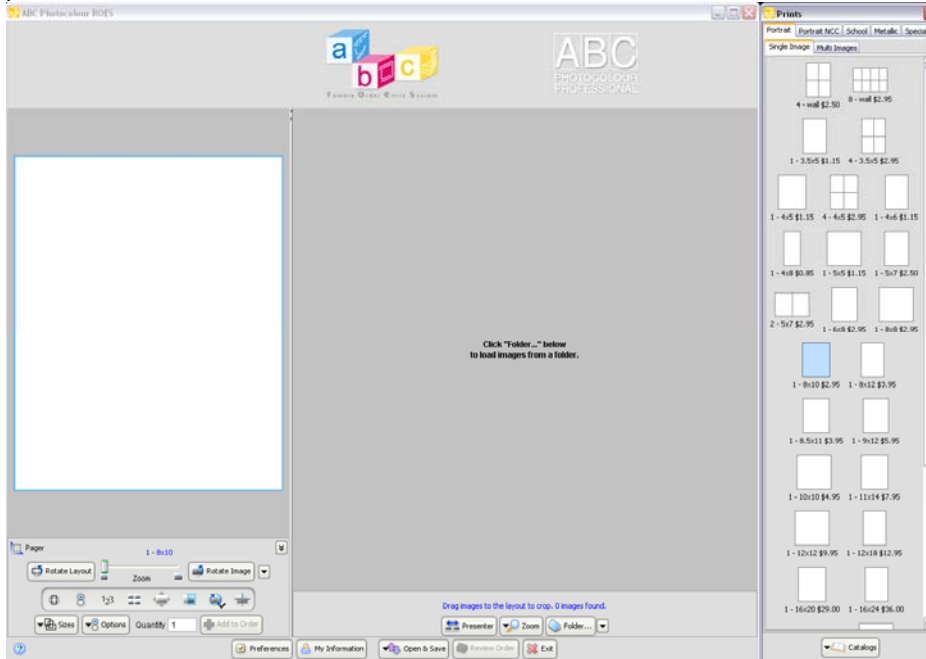 ABC Photocolour ROES
a
b
c
Remote Order Entry System
ABC
PHOTOCOLOUR
PROFESSIONAL
Click "Folder..." below
to load images from a folder.
Pager
1 - 8x10
Rotate Layout
Zoom
Rotate Image
123
Sizes
Options
Quantity
1
Add to Order
Drag images to the layout to crop. 0 images found.
Presenter
Zoom
Folder...
Preferences
My Information
Open & Save
Review Order
Exit
Prints
Portrait Portrait NCC School Metallic Specia
Single Image Multi Images
4 - wall $2.50 8 - wall $2.95
1 - 3.5x5 $1.15 4 - 3.5x5 $2.95
1 - 4x5 $1.15 4 - 4x5 $2.95 1 - 4x6 $1.15
1 - 4x8 $0.85 1 - 5x5 $1.15 1 - 5x7 $2.50
2 - 5x7 $2.95 1 - 6x8 $2.95 1 - 8x8 $2.95
1 - 8x10 $2.95 1 - 8x12 $3.95
1 - 8.5x11 $3.95 1 - 9x12 $5.95
1 - 10x10 $4.95 1 - 11x14 $7.95
1 - 12x12 $9.95 1 - 12x18 $12.95
1 - 16x20 $29.00 1 - 16x24 $36.00
Catalogs